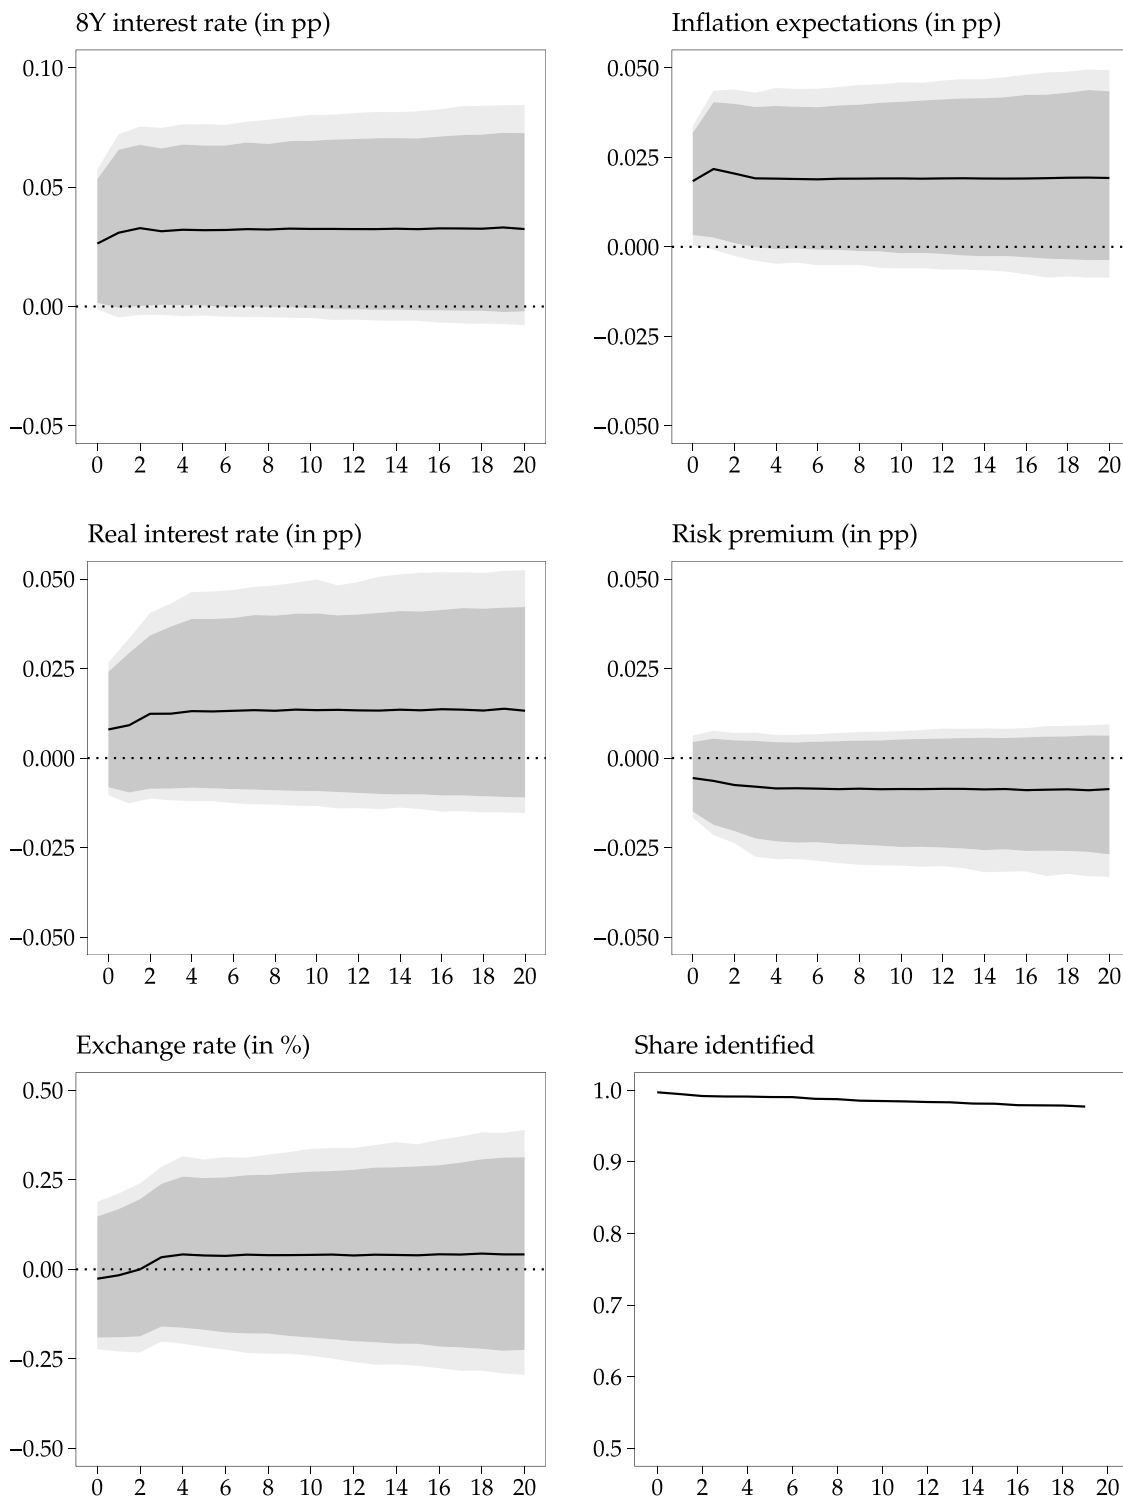 8Y interest rate (in pp)
0.10
0.05
0.00
−0.05
0 2 4 6 8 10 12 14 16 18 20
Inflation expectations (in pp)
0.050
0.025
0.000
−0.025
−0.050
0 2 4 6 8 10 12 14 16 18 20
Real interest rate (in pp)
0.050
0.025
0.000
−0.025
−0.050
0 2 4 6 8 10 12 14 16 18 20
Risk premium (in pp)
0.050
0.025
0.000
−0.025
−0.050
0 2 4 6 8 10 12 14 16 18 20
Exchange rate (in %)
0.50
0.25
0.00
−0.25
−0.50
0 2 4 6 8 10 12 14 16 18 20
Share identified
1.0
0.9
0.8
0.7
0.6
0.5
0 2 4 6 8 10 12 14 16 18 20